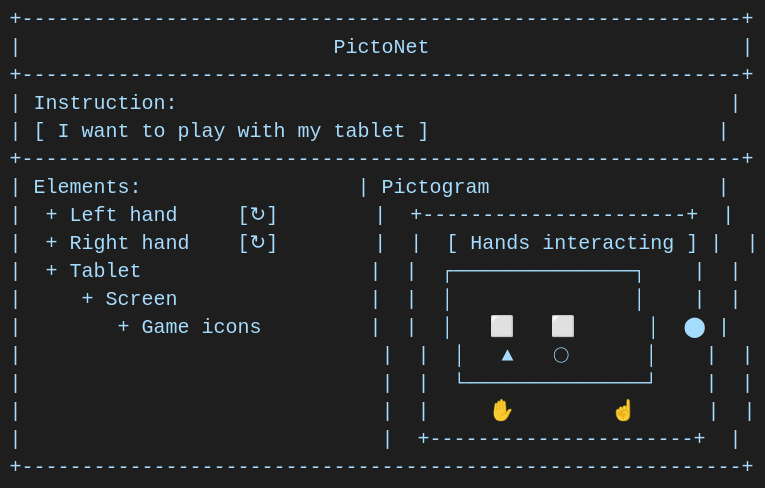 PictoNet
Instruction:
[ I want to play with my tablet ]
Elements:
+ Left hand [↻]
+ Right hand [↻]
+ Tablet
+ Screen
+ Game icons
Pictogram
[ Hands interacting ]